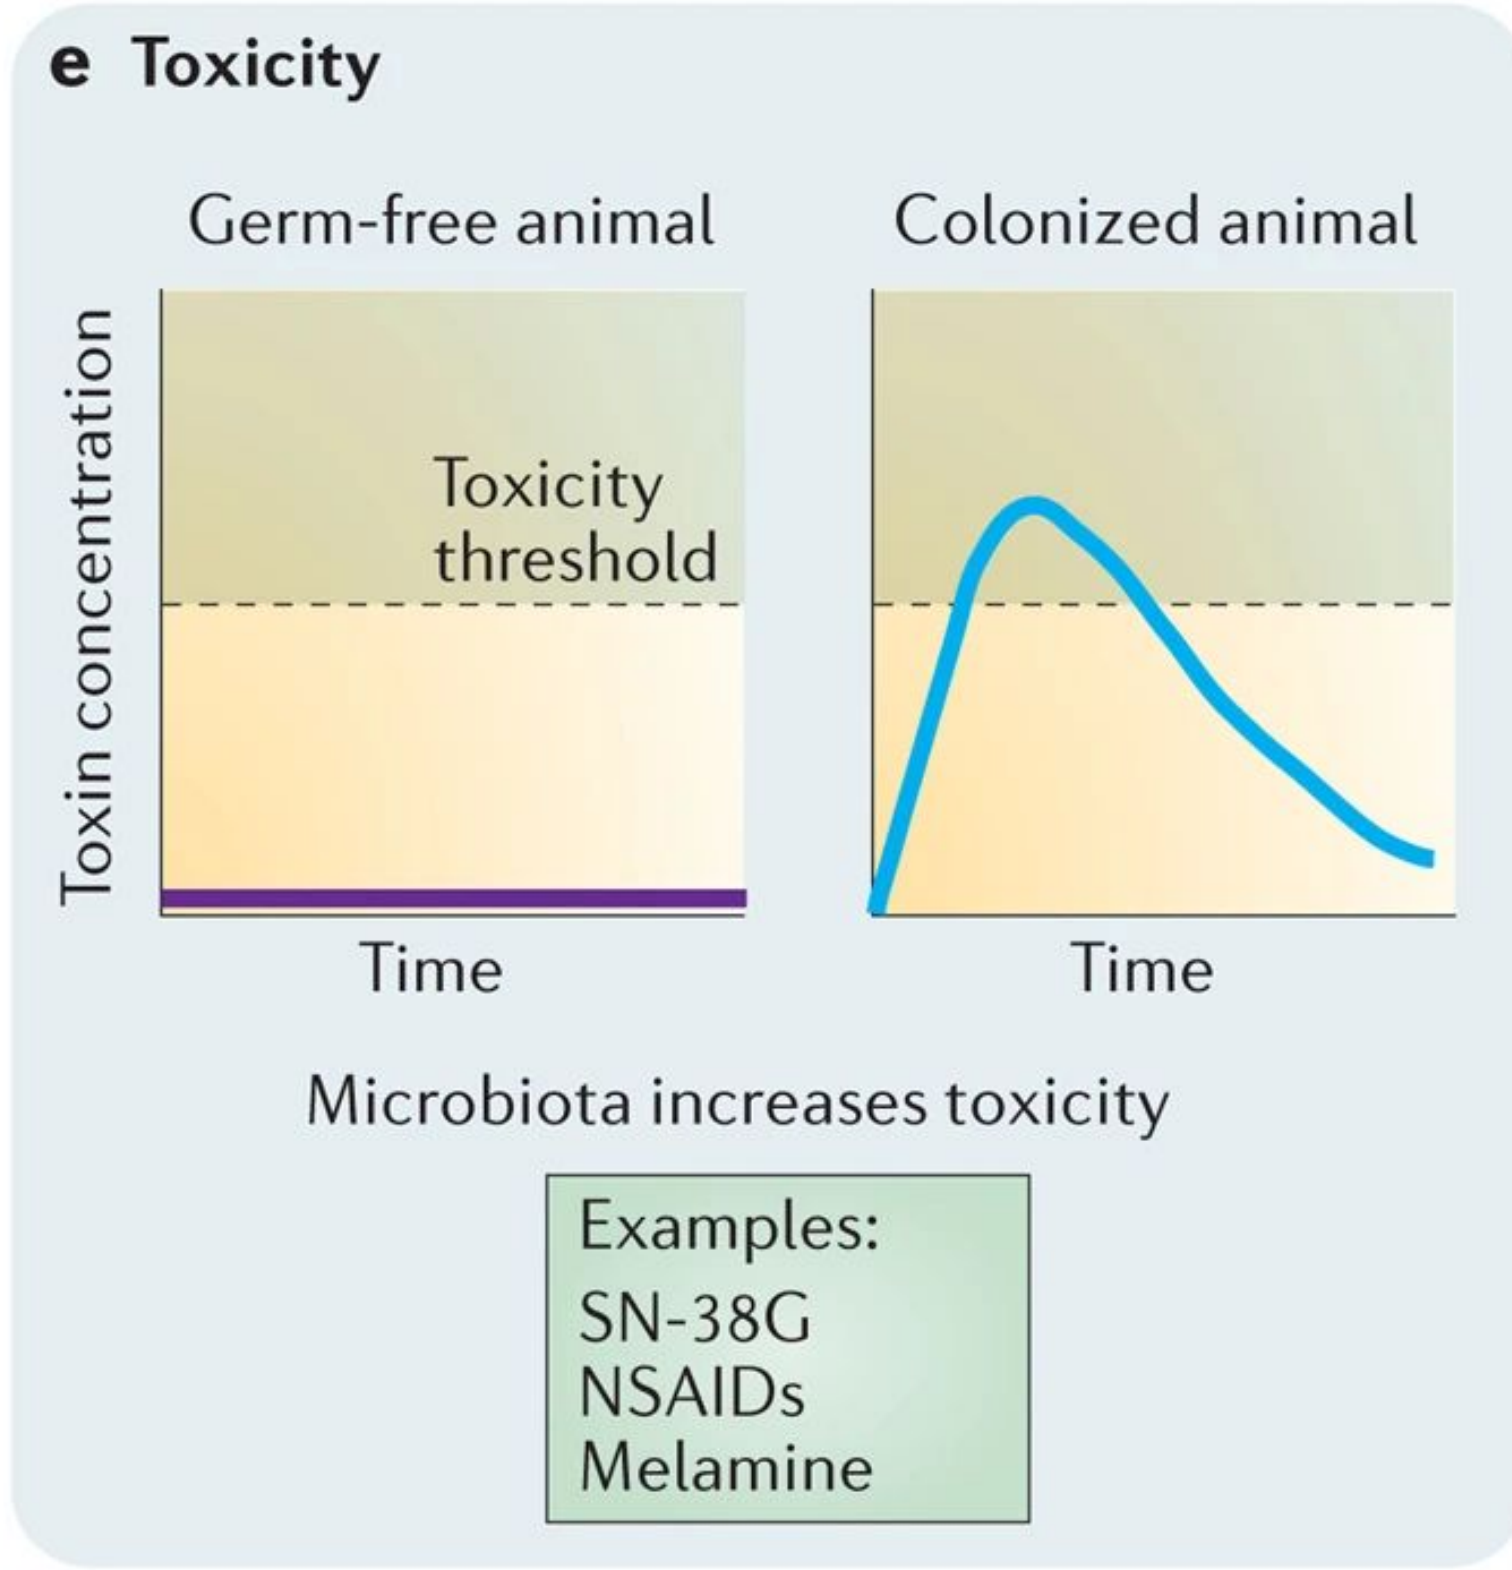 e Toxicity
Germ-free animal
Colonized animal
Toxin concentration
Toxicity
threshold
Time
Time
Microbiota increases toxicity
Examples:
SN-38G
NSAIDs
Melamine